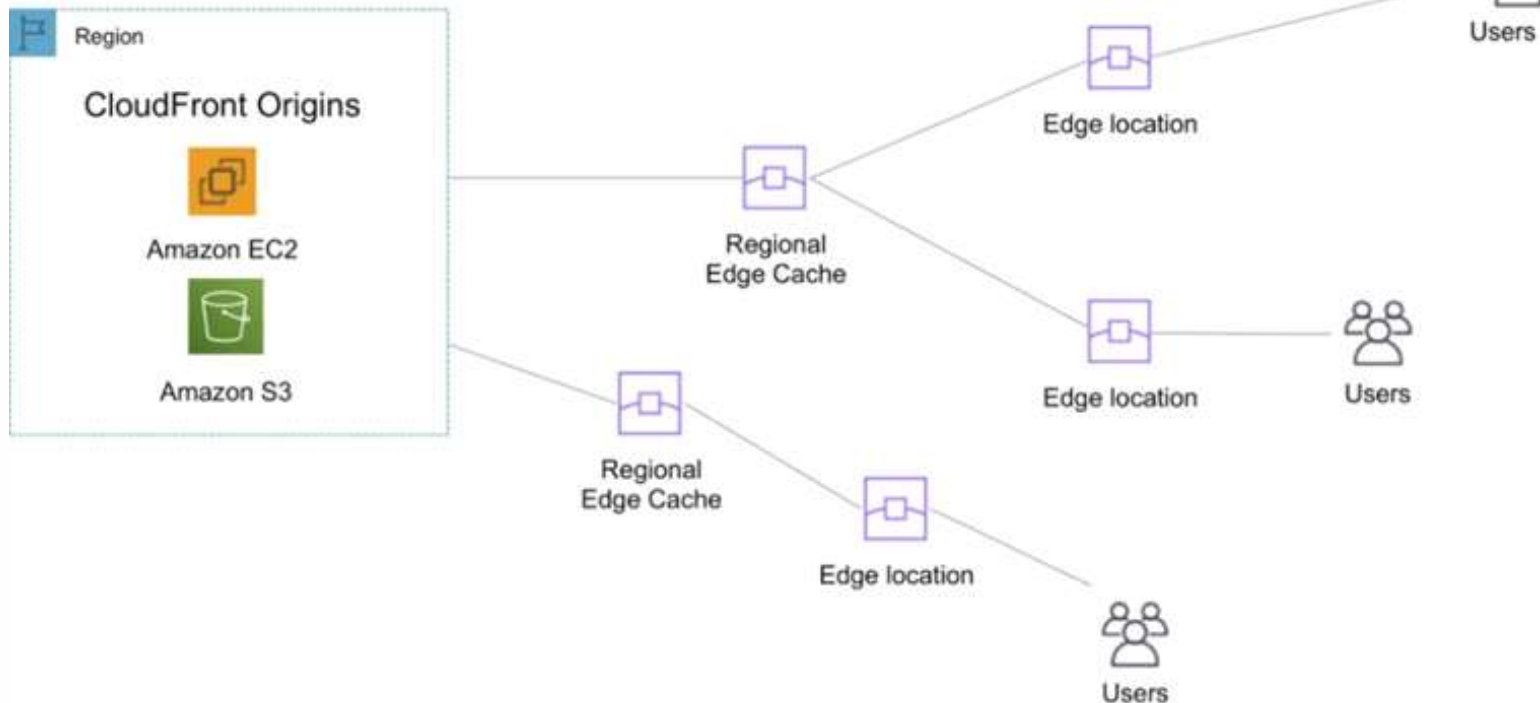 Region
CloudFront Origins
Amazon EC2
Amazon S3
Regional
Edge Cache
Edge location
Users
Edge location
Users
Regional
Edge Cache
Edge location
Users